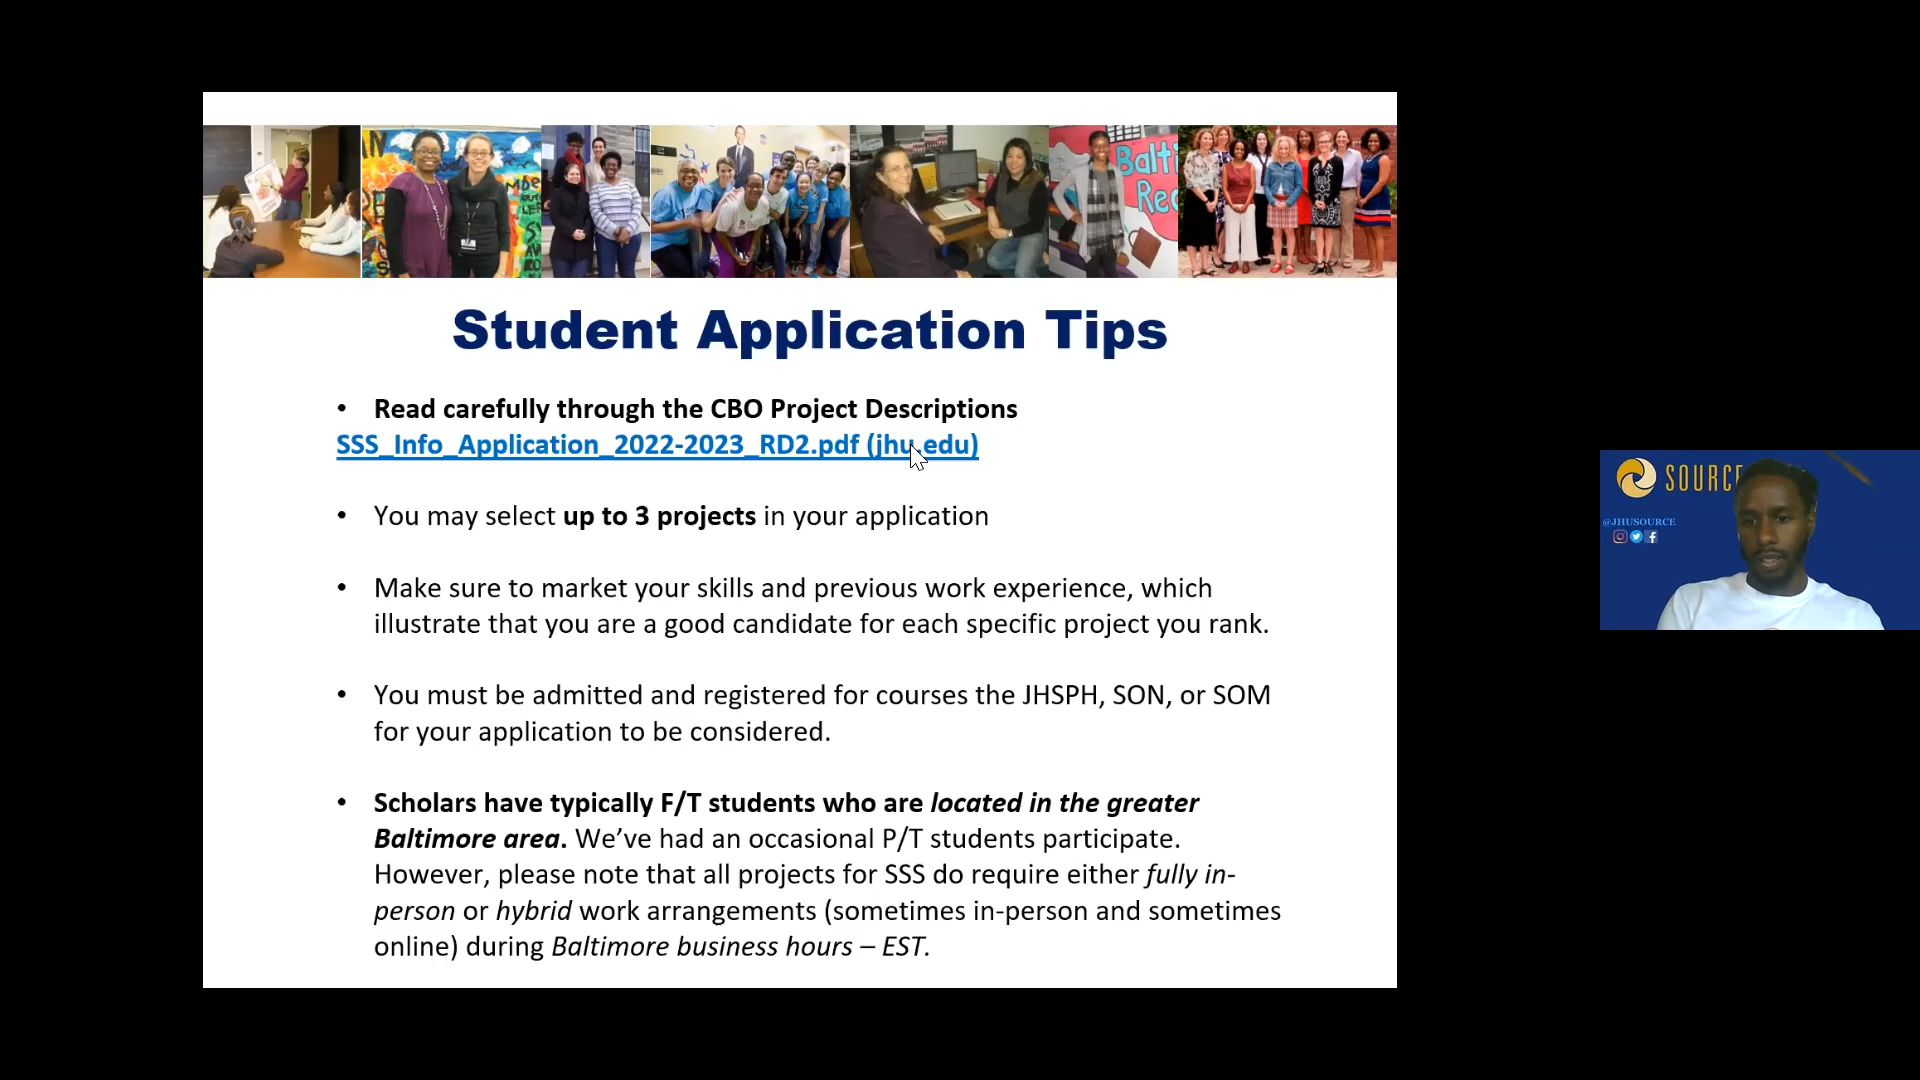 Balti
Rec
Student Application Tips
• Read carefully through the CBO Project Descriptions
SSS_Info_Application_2022-2023_RD2.pdf (jhu.edu)
• You may select up to 3 projects in your application
• Make sure to market your skills and previous work experience, which
illustrate that you are a good candidate for each specific project you rank.
• You must be admitted and registered for courses the JHSPH, SON, or SOM
for your application to be considered.
• Scholars have typically F/T students who are located in the greater
Baltimore area. We’ve had an occasional P/T students participate.
However, please note that all projects for SSS do require either fully in-
person or hybrid work arrangements (sometimes in-person and sometimes
online) during Baltimore business hours – EST.
SOURCE
@JHUSOURCE